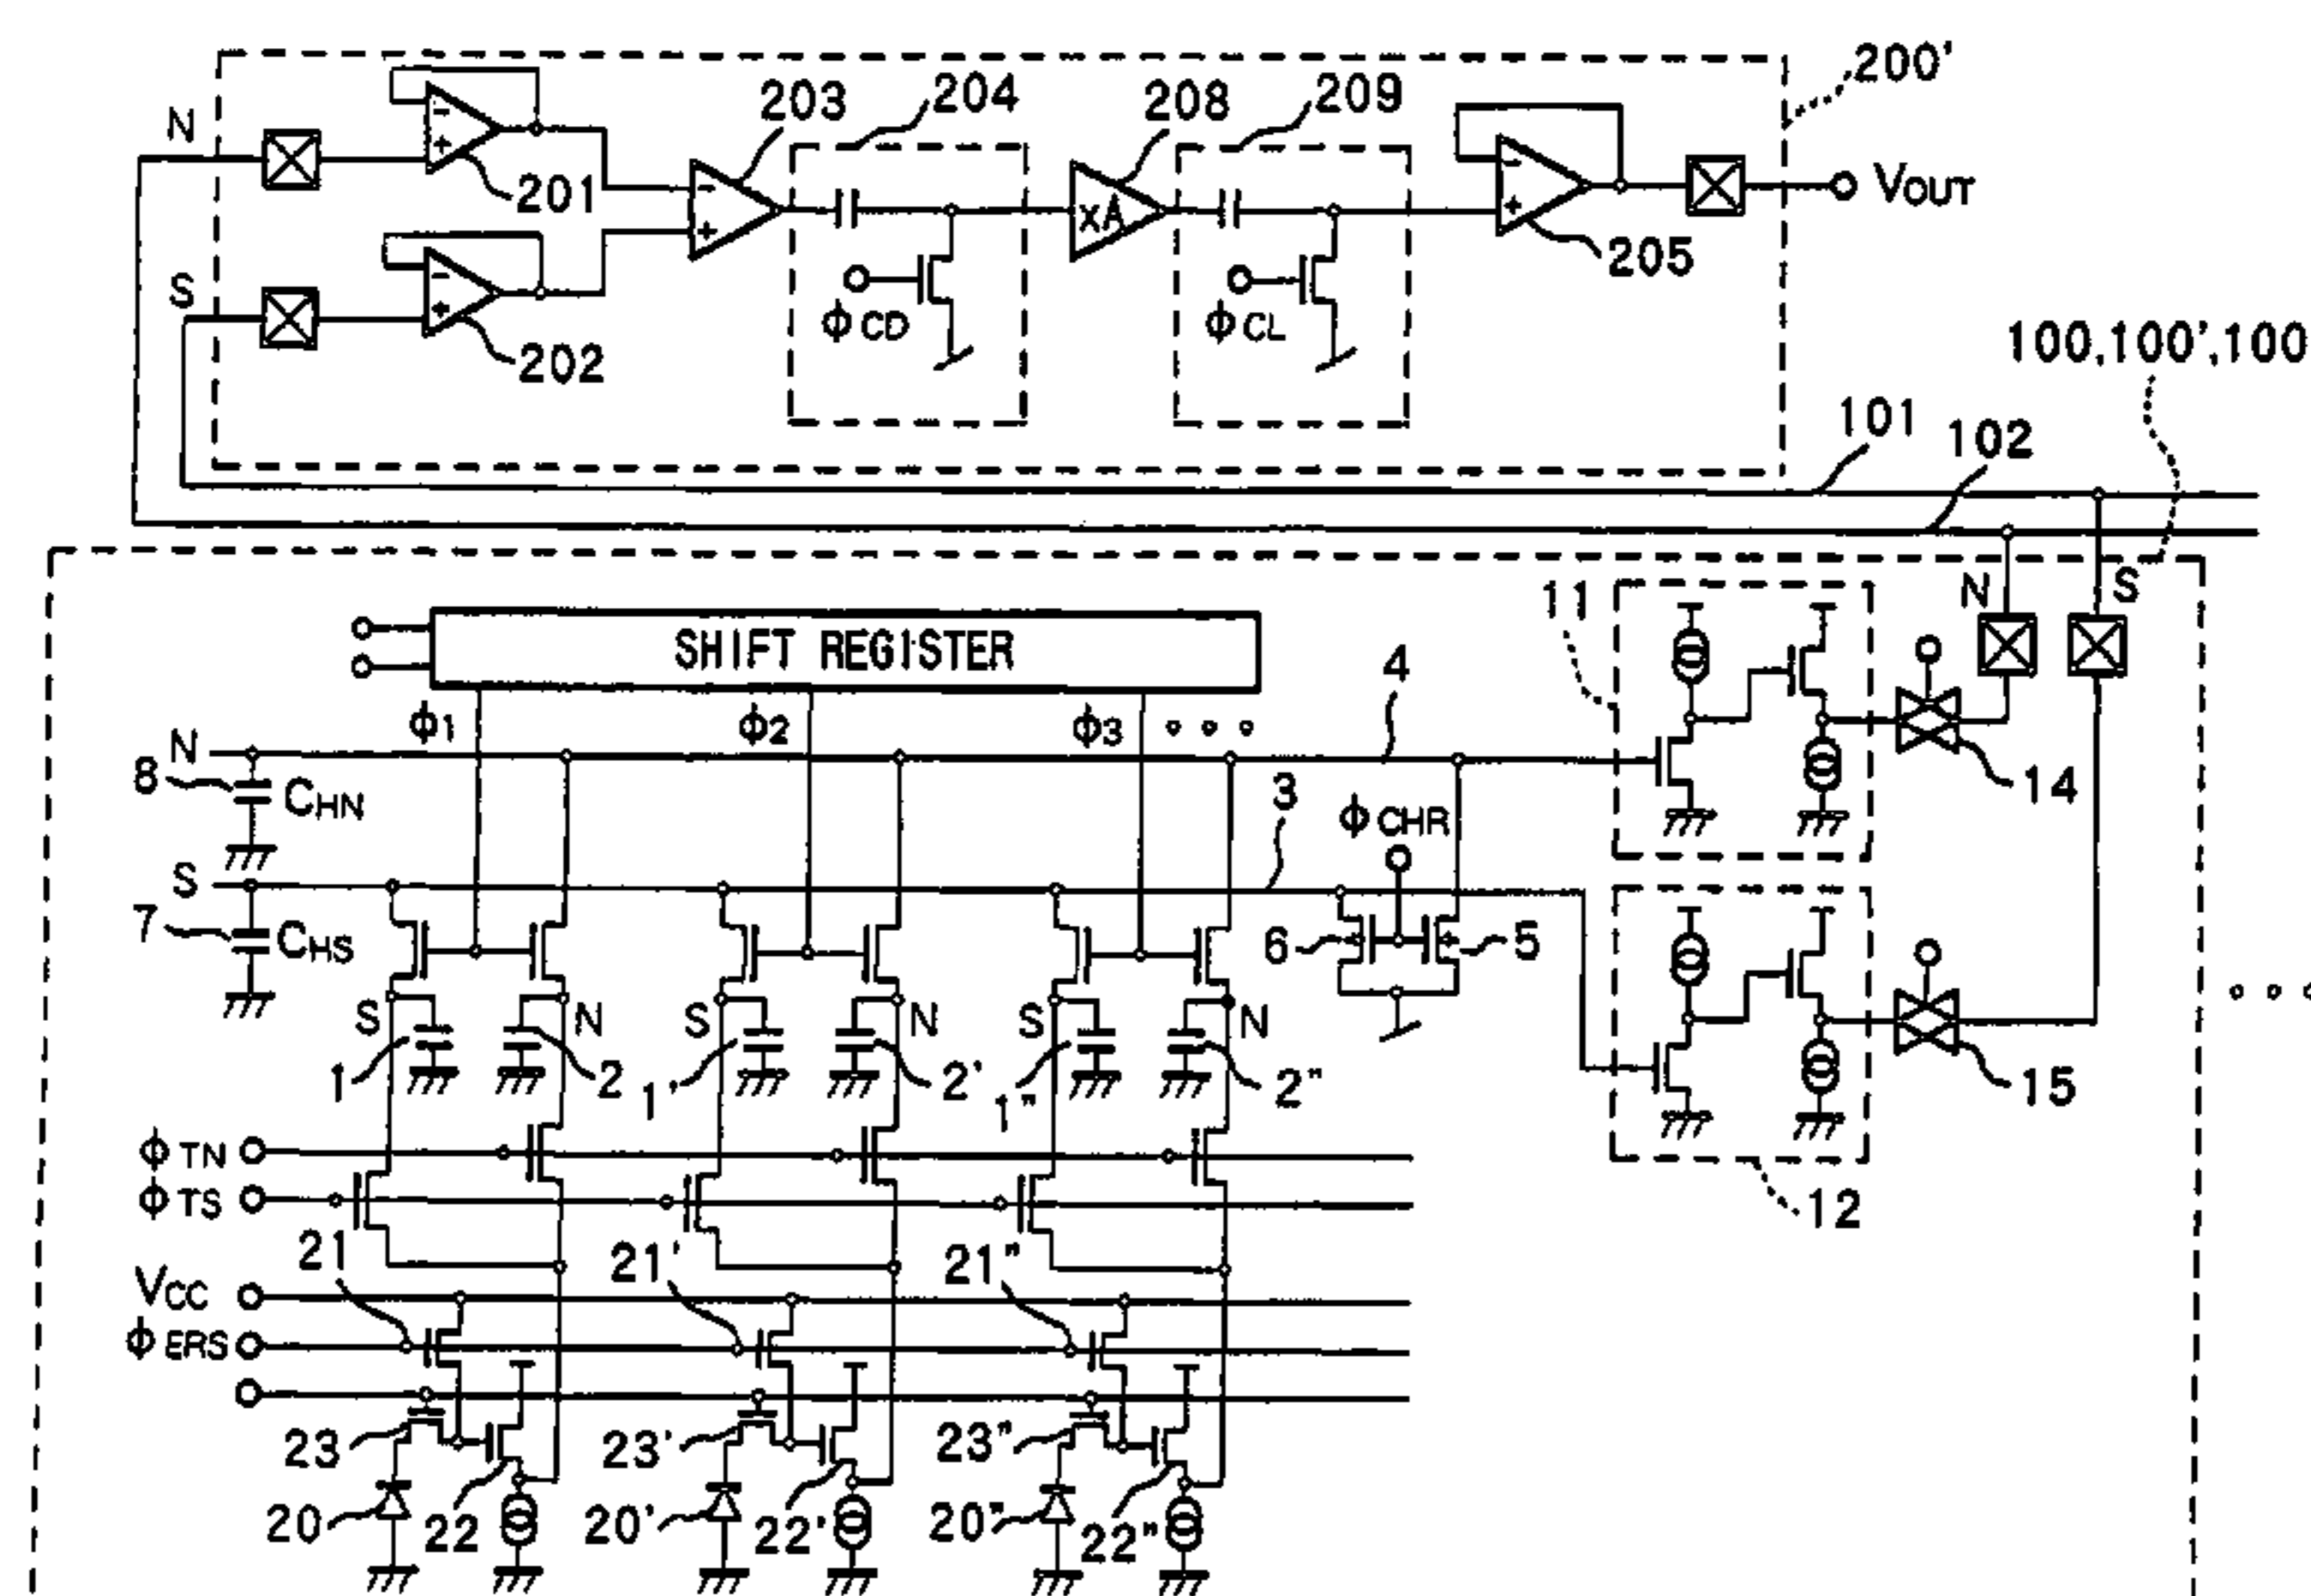 200'
203 204 208 209
N
- +
201
- +
xA
- +
VOUT
205
S
- +
202
φCD
φCL
100,100',100
101
102
N S
11
SHIFT REGISTER
4
φ1 φ2 φ3 ° ° °
N
8 CHN
3
14
φCHR
S
7 CHS
6 5
S N S N S N
1 2 1' 2' 1" 2"
15
φTN
φTS
12
21 21' 21"
VCC
φERS
23 23' 23"
20 22 20' 22' 20" 22"